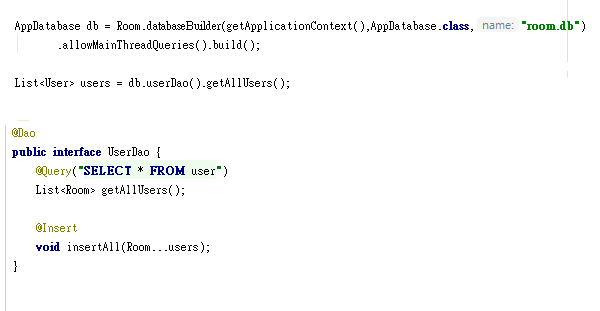 AppDatabase db = Room.databaseBuilder(getApplicationContext(),AppDatabase.class, name: "room.db")
.allowMainThreadQueries().build();
List<User> users = db.userDao().getAllUsers();
@Dao
public interface UserDao {
@Query("SELECT * FROM user")
List<Room> getAllUsers();
@Insert
void insertAll(Room...users);
}